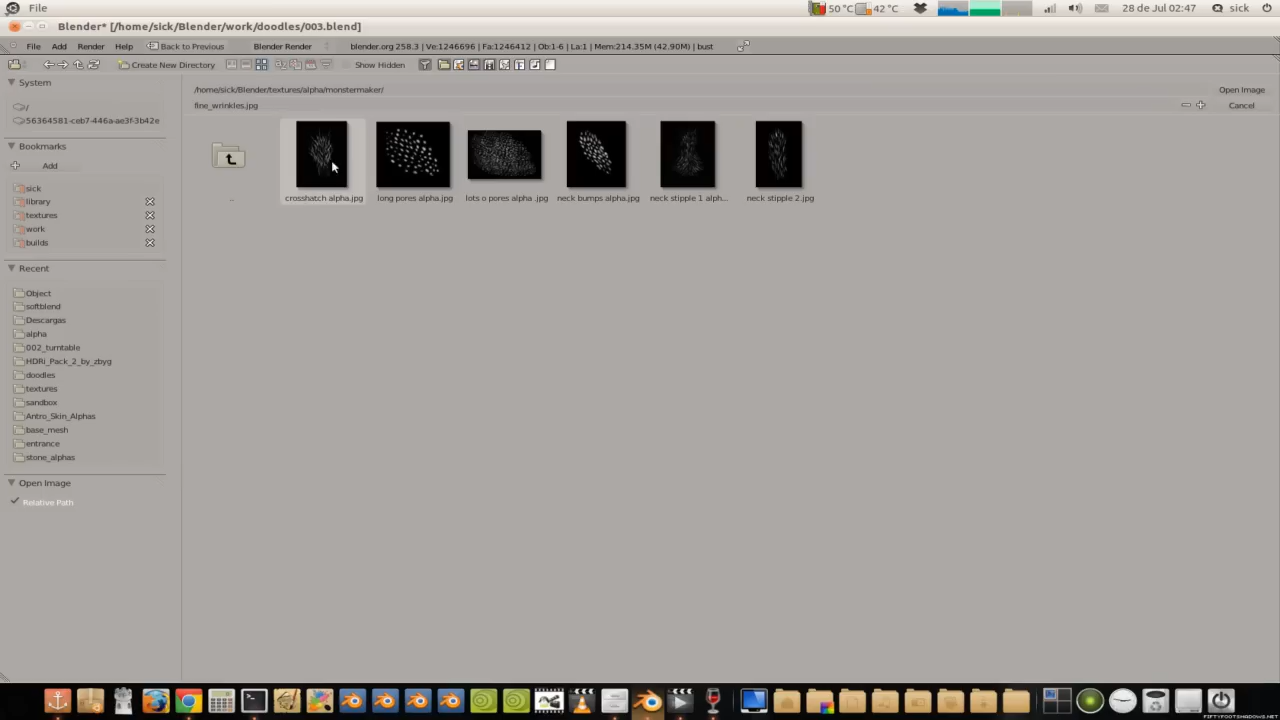 File
50 °C
42 °C
28 de Jul 02:47
sick
Blender* [/home/sick/Blender/work/doodles/003.blend]
File Add Render Help
Back to Previous
Blender Render
blender.org 258.3 | Ve:1246696 | Fa:1246412 | Ob:1-6 | La:1 | Mem:214.35M (42.90M) | bust
Create New Directory
Show Hidden
System
/
56364581-ceb7-446a-ae3f-3b42e
Bookmarks
Add
sick
library
textures
work
builds
Recent
Object
softblend
Descargas
alpha
002_turntable
HDRi_Pack_2_by_zbyg
doodles
textures
sandbox
Antro_Skin_Alphas
base_mesh
entrance
stone_alphas
Open Image
Relative Path
/home/sick/Blender/textures/alpha/monstermaker/
Open Image
fine_wrinkles.jpg
Cancel
..
crosshatch alpha.jpg
long pores alpha.jpg
lots o pores alpha .jpg
neck bumps alpha.jpg
neck stipple 1 alph...
neck stipple 2.jpg
FIFTYFOOTSHADOWS.NET